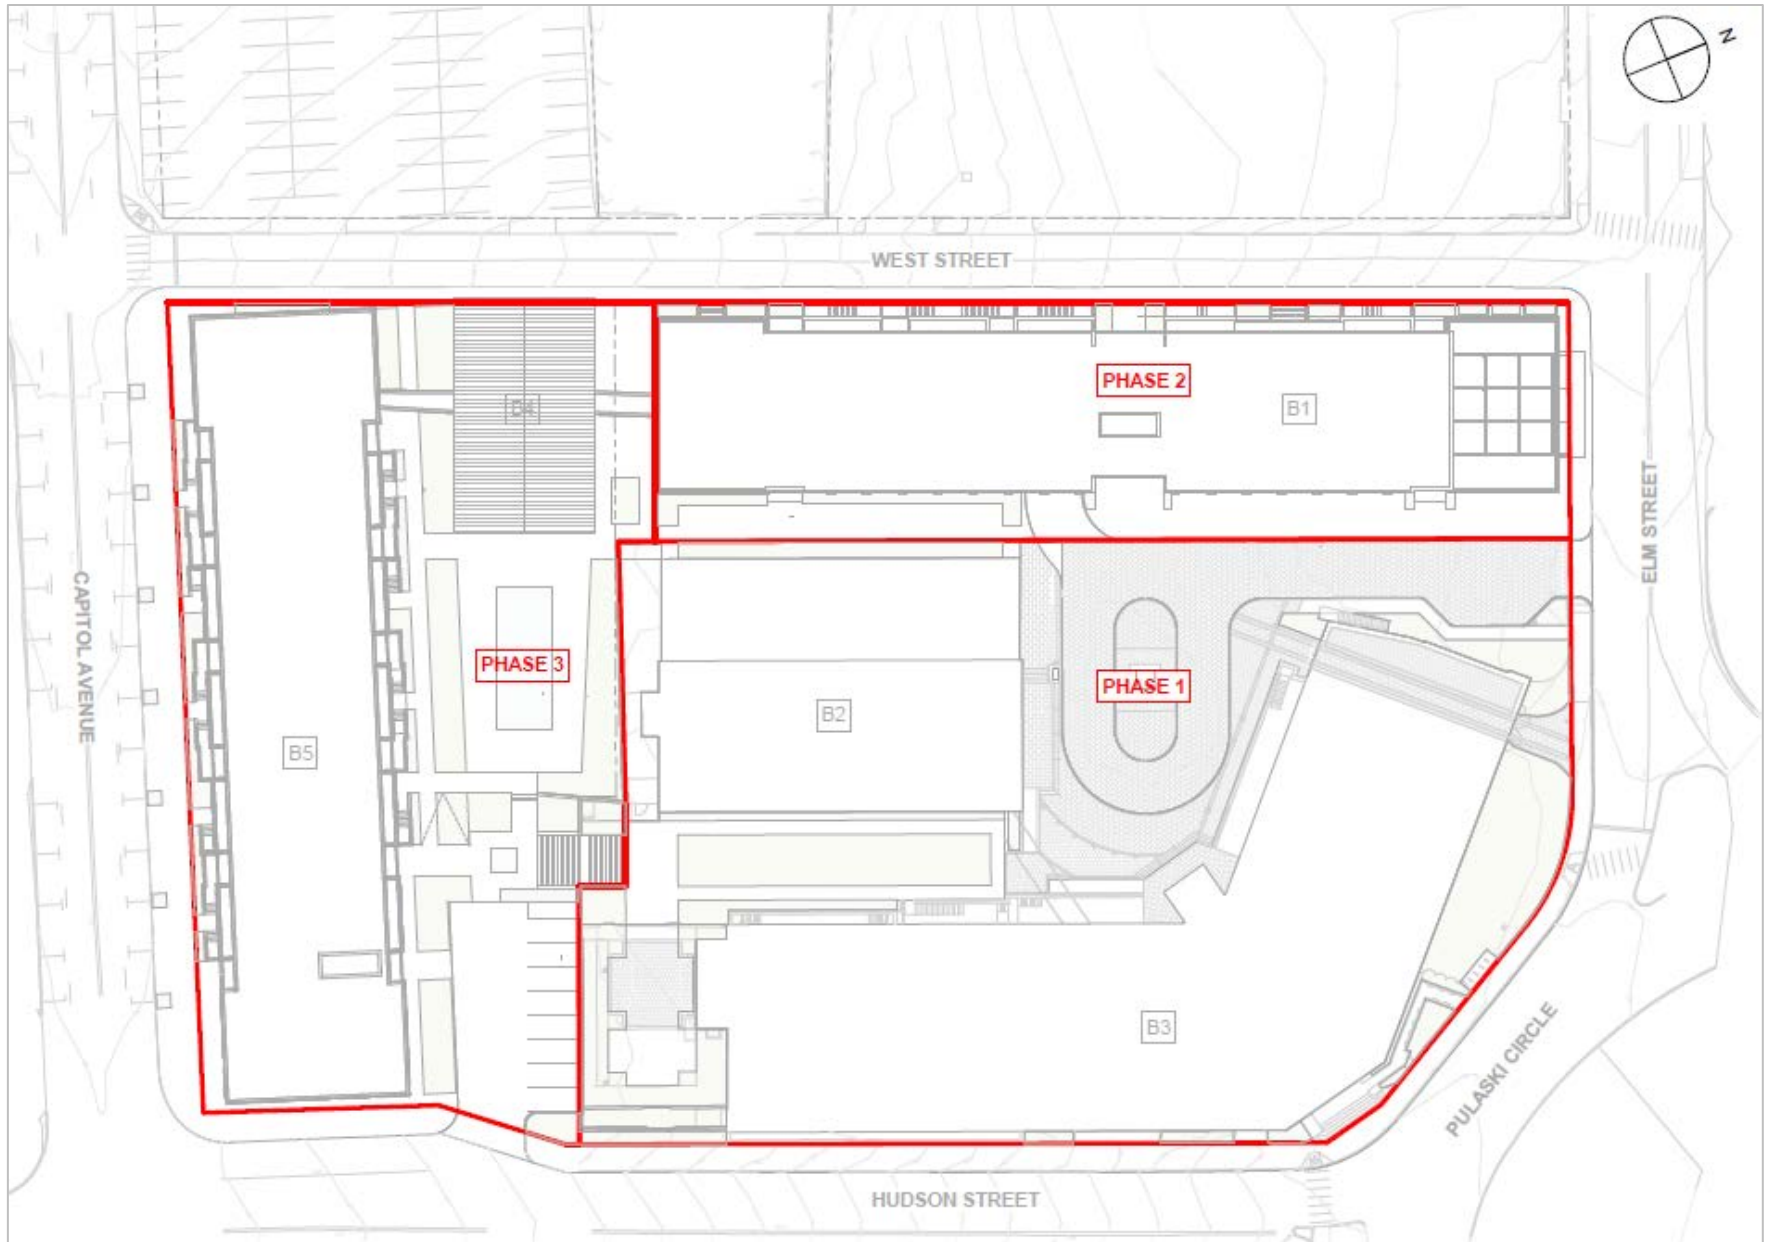 N
WEST STREET
PHASE 2
B4
B1
ELM STREET
CAPITOL AVENUE
PHASE 3
PHASE 1
B2
B5
B3
PULASKI CIRCLE
HUDSON STREET